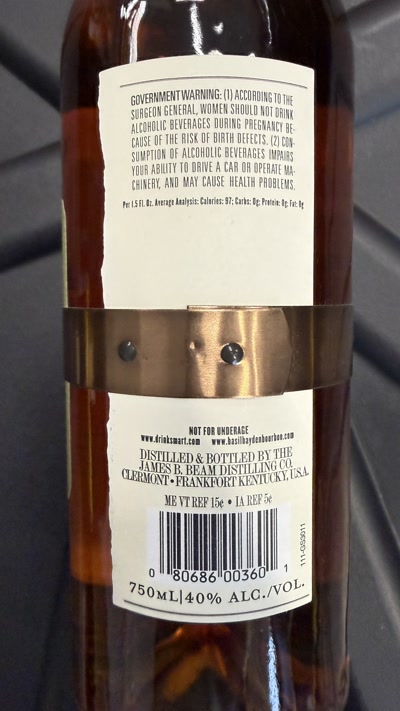 GOVERNMENT WARNING: (1) ACCORDING TO THE
SURGEON GENERAL, WOMEN SHOULD NOT DRINK
ALCOHOLIC BEVERAGES DURING PREGNANCY BE-
CAUSE OF THE RISK OF BIRTH DEFECTS. (2) CON-
SUMPTION OF ALCOHOLIC BEVERAGES IMPAIRS
YOUR ABILITY TO DRIVE A CAR OR OPERATE MA-
CHINERY, AND MAY CAUSE HEALTH PROBLEMS.
Per 1.5 Fl. Oz. Average Analysis: Calories: 97; Carbs: 0g; Protein: 0g; Fat: 0g
NOT FOR UNDERAGE
www.drinksmart.com www.basilhaydenbourbon.com
DISTILLED & BOTTLED BY THE
JAMES B. BEAM DISTILLING CO.
CLERMONT • FRANKFORT KENTUCKY, U.S.A.
ME VT REF 15¢ • IA REF 5¢
111-GS3011
0 80686 00360 1
750ML|40% ALC./VOL.